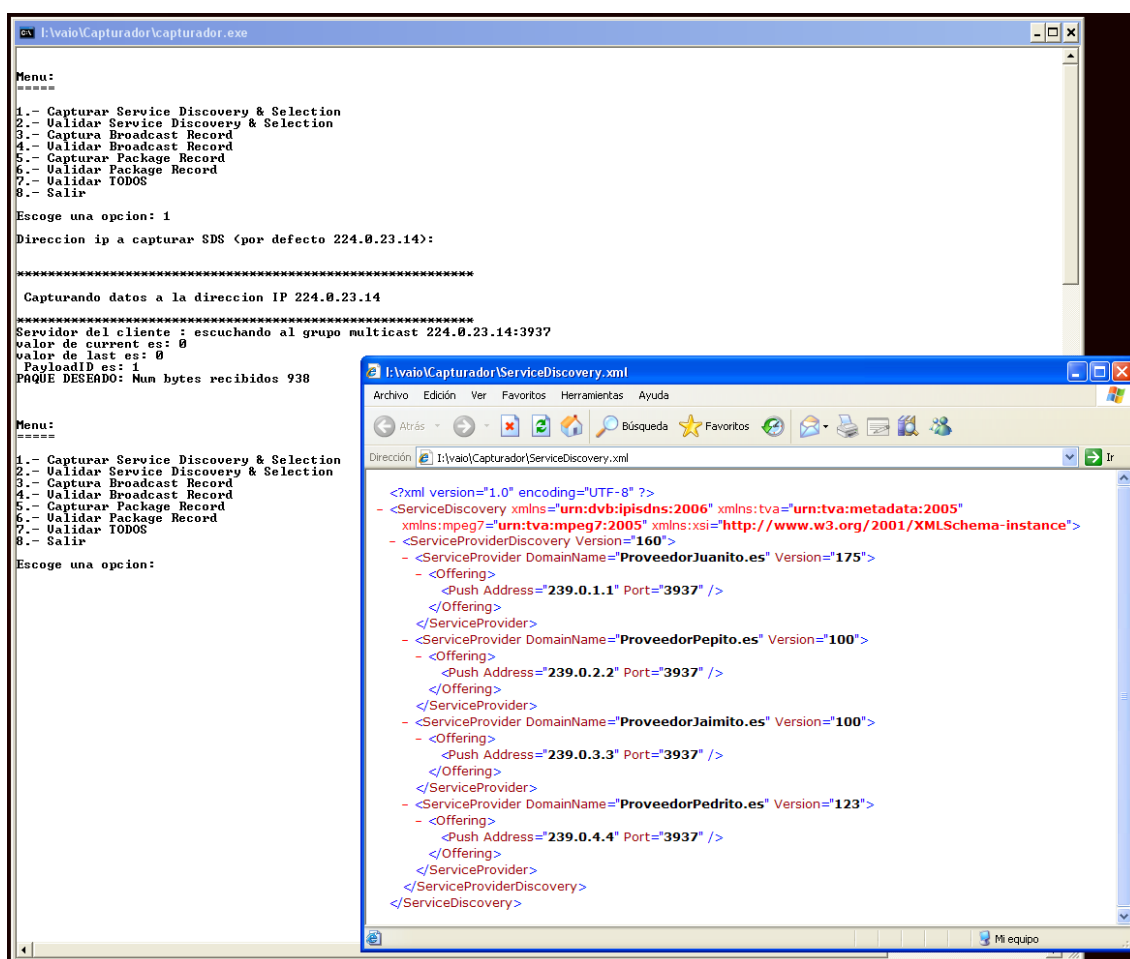 I:\vaio\Capturador\capturador.exe
Menu:
=====
1.- Capturar Service Discovery & Selection
2.- Validar Service Discovery & Selection
3.- Captura Broadcast Record
4.- Validar Broadcast Record
5.- Capturar Package Record
6.- Validar Package Record
7.- Validar TODOS
8.- Salir
Escoge una opcion: 1
Direccion ip a capturar SDS (por defecto 224.0.23.14):
***********************************************************
Capturando datos a la direccion IP 224.0.23.14
***********************************************************
Servidor del cliente : escuchando al grupo multicast 224.0.23.14:3937
valor de current es: 0
valor de last es: 0
PayloadID es: 1
PAQUE DESEADO: Num bytes recibidos 938
Menu:
=====
1.- Capturar Service Discovery & Selection
2.- Validar Service Discovery & Selection
3.- Captura Broadcast Record
4.- Validar Broadcast Record
5.- Capturar Package Record
6.- Validar Package Record
7.- Validar TODOS
8.- Salir
Escoge una opcion:
I:\vaio\Capturador\ServiceDiscovery.xml
Archivo Edición Ver Favoritos Herramientas Ayuda
Atrás Búsqueda Favoritos
Dirección I:\vaio\Capturador\ServiceDiscovery.xml Ir
<?xml version="1.0" encoding="UTF-8" ?>
- <ServiceDiscovery xmlns="urn:dvb:ipisdns:2006" xmlns:tva="urn:tva:metadata:2005"
xmlns:mpeg7="urn:tva:mpeg7:2005" xmlns:xsi="http://www.w3.org/2001/XMLSchema-instance">
- <ServiceProviderDiscovery Version="160">
- <ServiceProvider DomainName="ProveedorJuanito.es" Version="175">
- <Offering>
<Push Address="239.0.1.1" Port="3937" />
</Offering>
</ServiceProvider>
- <ServiceProvider DomainName="ProveedorPepito.es" Version="100">
- <Offering>
<Push Address="239.0.2.2" Port="3937" />
</Offering>
</ServiceProvider>
- <ServiceProvider DomainName="ProveedorJaimito.es" Version="100">
- <Offering>
<Push Address="239.0.3.3" Port="3937" />
</Offering>
</ServiceProvider>
- <ServiceProvider DomainName="ProveedorPedrito.es" Version="123">
- <Offering>
<Push Address="239.0.4.4" Port="3937" />
</Offering>
</ServiceProvider>
</ServiceProviderDiscovery>
</ServiceDiscovery>
Mi equipo